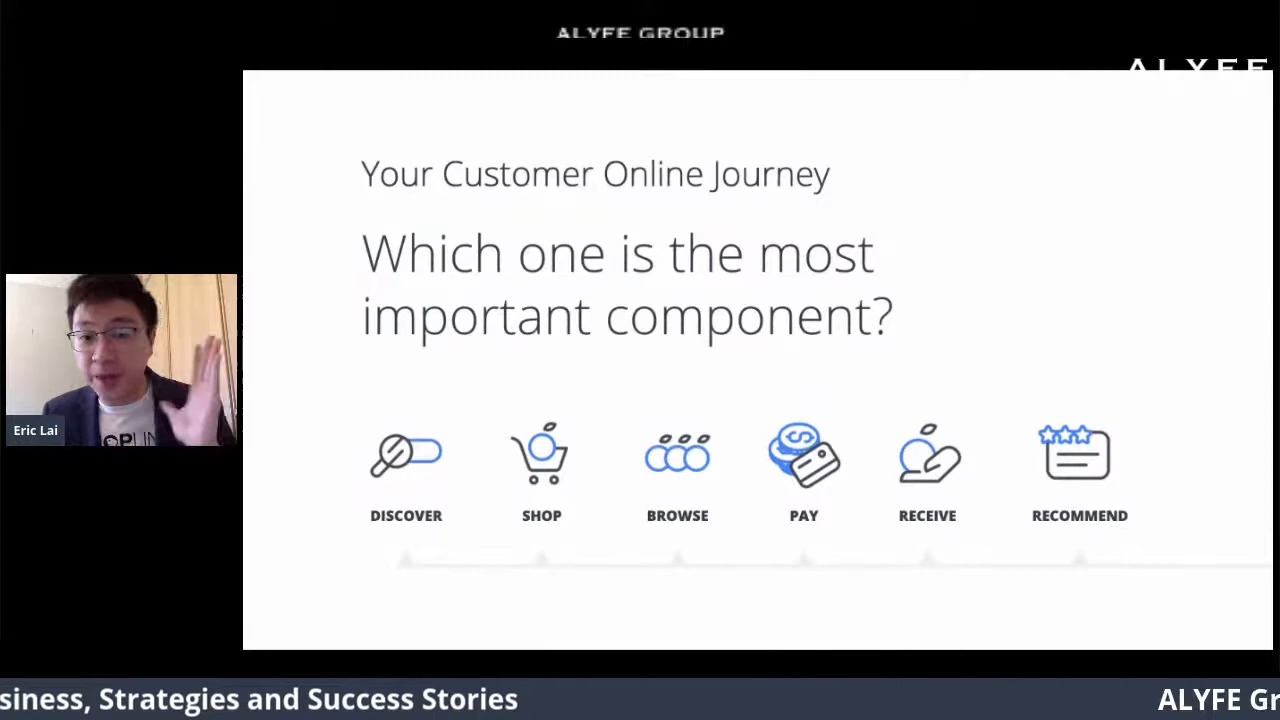 ALYFE GROUP
ALYFE
Your Customer Online Journey
Which one is the most
important component?
Eric Lai
DISCOVER
SHOP
BROWSE
PAY
RECEIVE
RECOMMEND
siness, Strategies and Success Stories
ALYFE Gr